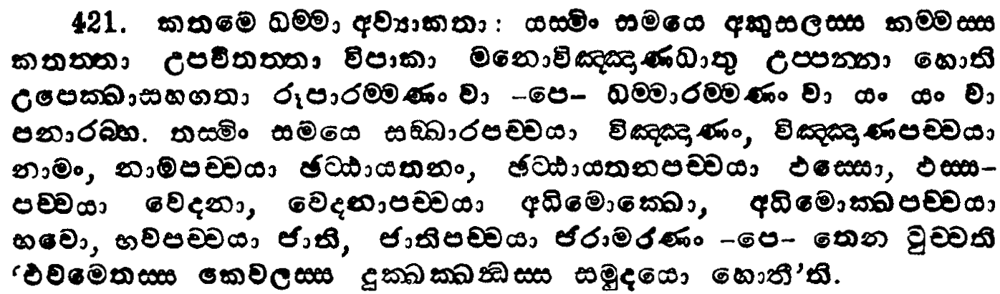 421. කතමෙ ධම්මා අව්‍යාකතා: යස්මිං සමයෙ අකුසලස්ස කම්මස්ස
කතත්තා උපචිතත්තා විපාකා මනොවිඤ්ඤාණධාතු උප්පන්නා හොති
උපෙක්ඛාසහගතා රූපාරම්මණං වා -පෙ- ධම්මාරම්මණං වා යං යං වා
පනාරබ්භ. තස්මිං සමයෙ සඞ්ඛාරපච්චයා විඤ්ඤාණං, විඤ්ඤාණපච්චයා
නාමං, නාමපච්චයා ඡට්ඨායතනං, ඡට්ඨායතනපච්චයා ඵස්සො, ඵස්ස-
පච්චයා වෙදනා, වෙදනාපච්චයා අධිමොක්ඛො, අධිමොක්ඛපච්චයා
භවො, භවපච්චයා ජාති, ජාතිපච්චයා ජරාමරණං -පෙ- තෙන වුච්චති
‘එවමෙතස්ස කෙවලස්ස දුක්ඛක්ඛන්ධස්ස සමුදයො හොතී’ති.